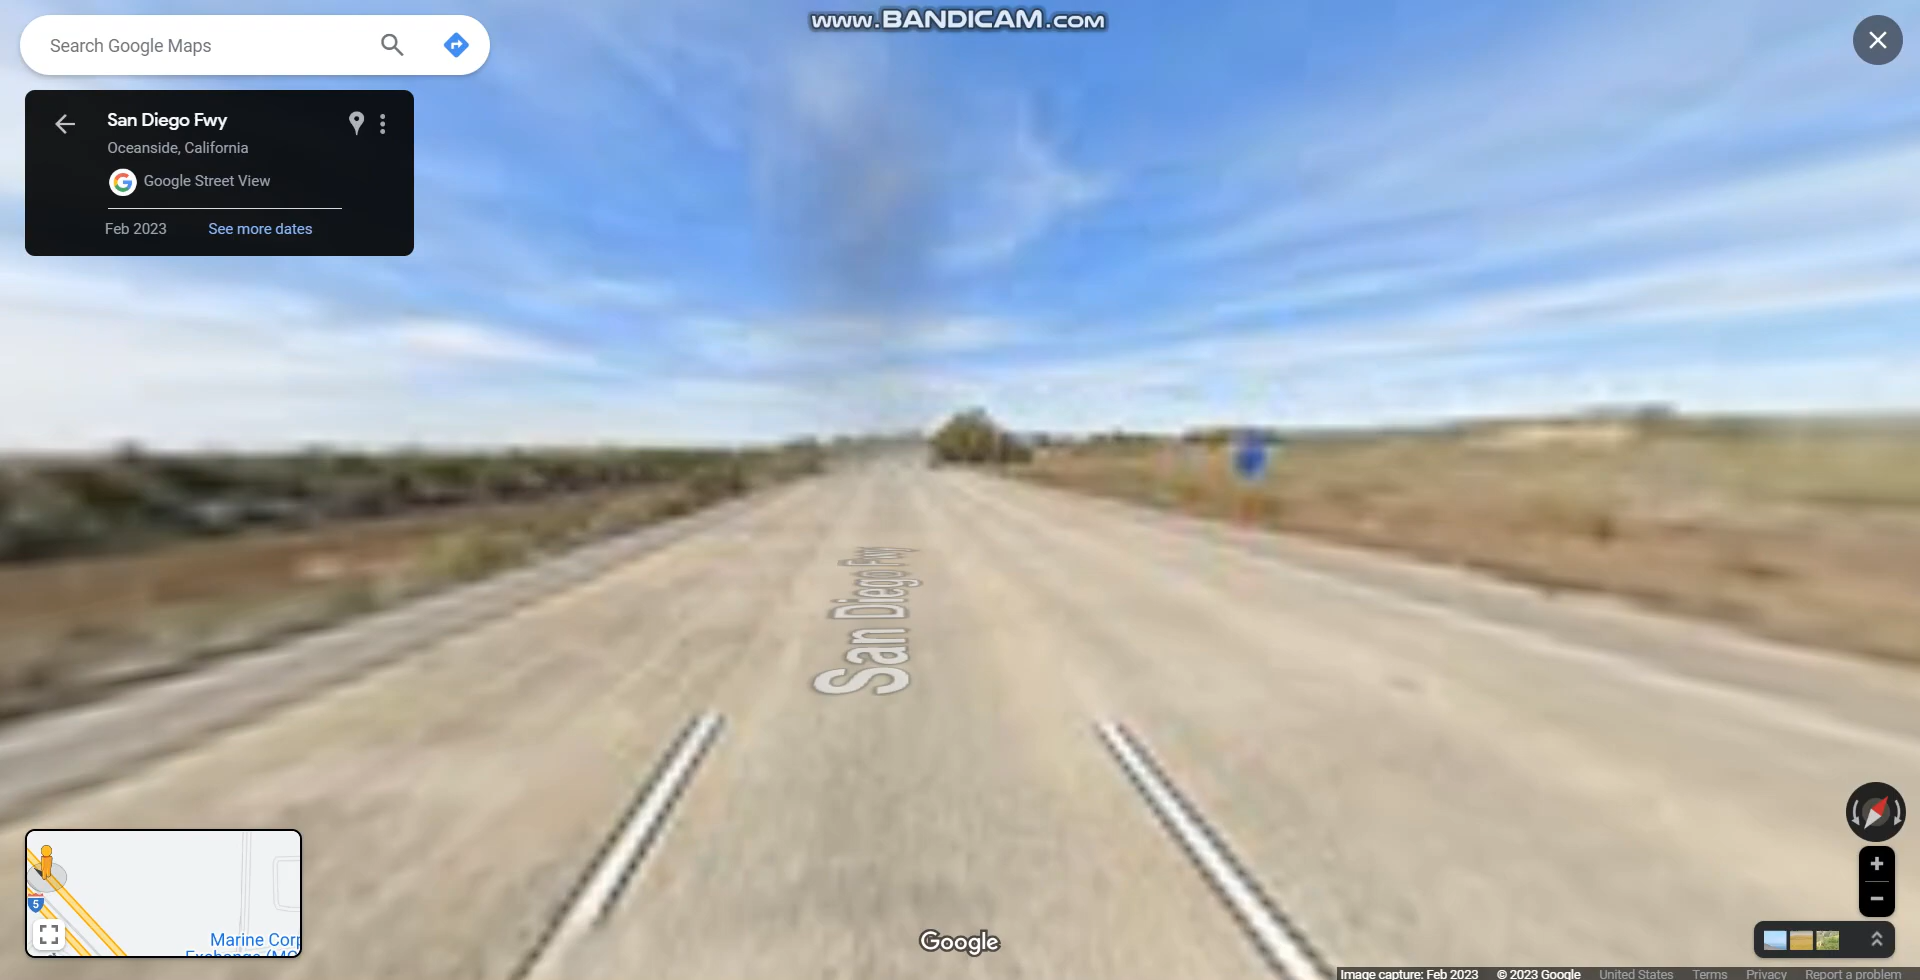 www.BANDICAM.com
Search Google Maps
San Diego Fwy
Oceanside, California
Google Street View
Feb 2023 See more dates
San Diego Fwy
5
Marine Corp
Exchange (MC
Google
Image capture: Feb 2023 © 2023 Google United States Terms Privacy Report a problem